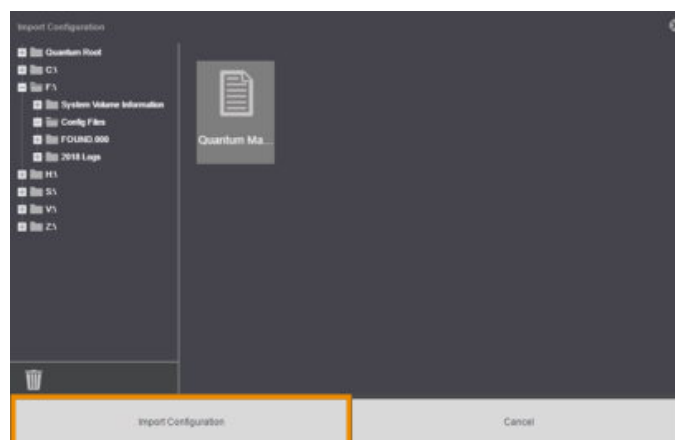 Import Configuration
Quantum Root
C:\
F:\
System Volume Information
Config Files
FOUND.000
2018 Logs
H:\
S:\
V:\
Z:\
Quantum Ma...
Import Configuration
Cancel